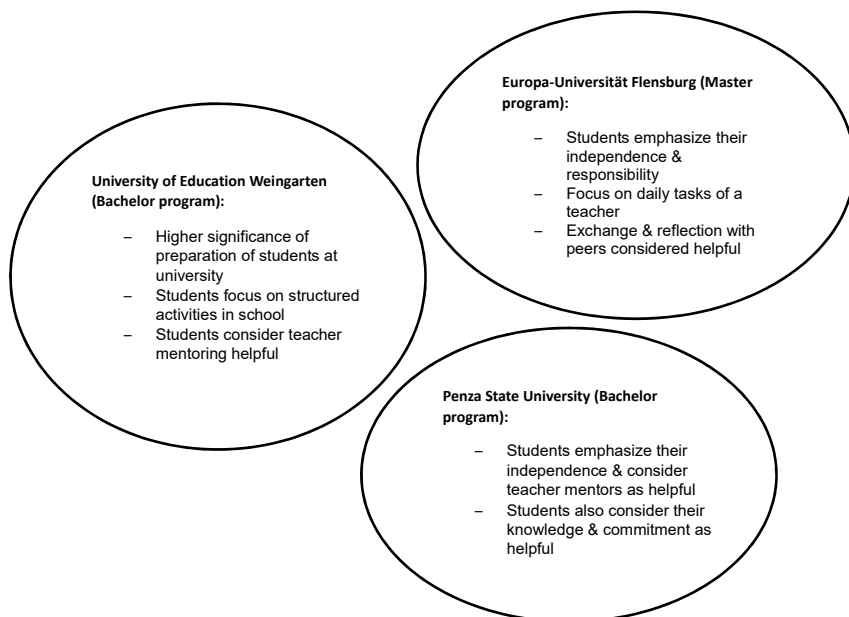 Europa-Universität Flensburg (Master
program):
– Students emphasize their
independence &
responsibility
– Focus on daily tasks of a
teacher
– Exchange & reflection with
peers considered helpful
University of Education Weingarten
(Bachelor program):
– Higher significance of
preparation of students at
university
– Students focus on structured
activities in school
– Students consider teacher
mentoring helpful
Penza State University (Bachelor
program):
– Students emphasize their
independence & consider
teacher mentors as helpful
– Students also consider their
knowledge & commitment as
helpful